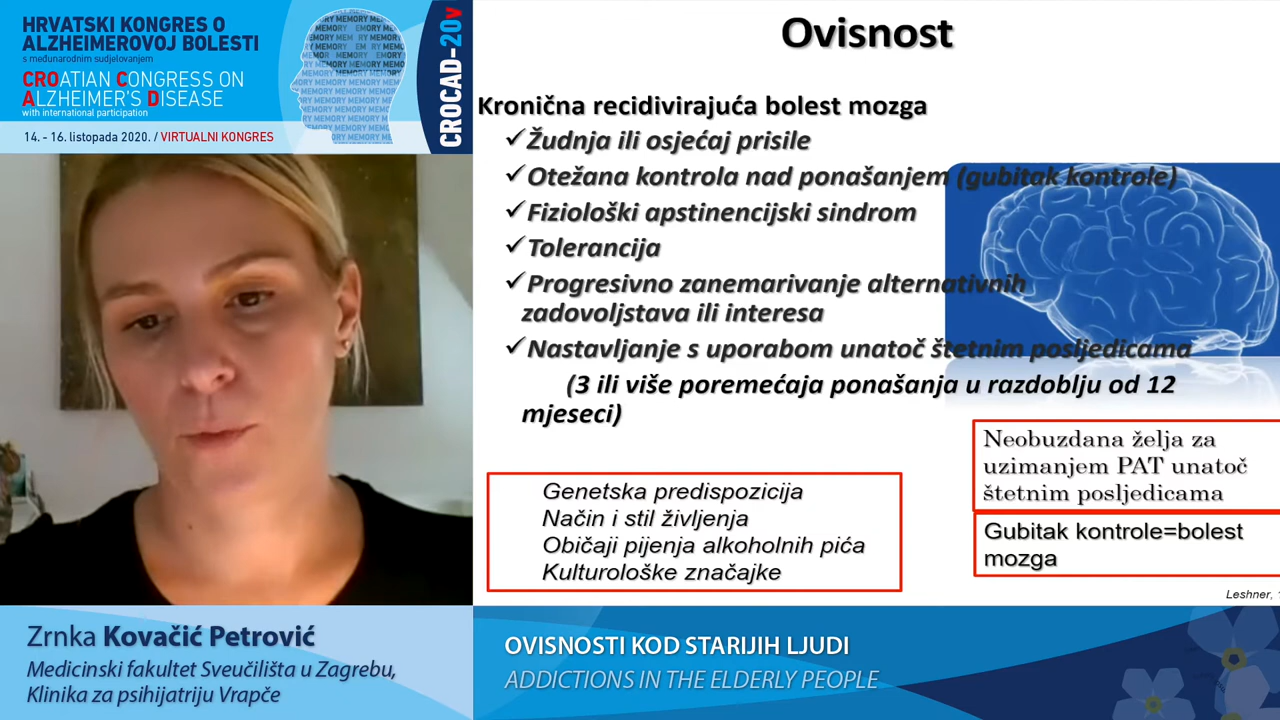 HRVATSKI KONGRES O
ALZHEIMEROVOJ BOLESTI
s međunarodnim sudjelovanjem
CROATIAN CONGRESS ON
ALZHEIMER'S DISEASE
with international participation
14. - 16. listopada 2020. / VIRTUALNI KONGRES
CROCAD-20v
Ovisnost
Kronična recidivirajuća bolest mozga
✓Žudnja ili osjećaj prisile
✓Otežana kontrola nad ponašanjem (gubitak kontrole)
✓Fiziološki apstinencijski sindrom
✓Tolerancija
✓Progresivno zanemarivanje alternativnih
zadovoljstava ili interesa
✓Nastavljanje s uporabom unatoč štetnim posljedicama
(3 ili više poremećaja ponašanja u razdoblju od 12
mjeseci)
Genetska predispozicija
Način i stil življenja
Običaji pijenja alkoholnih pića
Kulturološke značajke
Neobuzdana želja za
uzimanjem PAT unatoč
štetnim posljedicama
Gubitak kontrole=bolest
mozga
Leshner,
Zrnka Kovačić Petrović
Medicinski fakultet Sveučilišta u Zagrebu,
Klinika za psihijatriju Vrapče
OVISNOSTI KOD STARIJIH LJUDI
ADDICTIONS IN THE ELDERLY PEOPLE